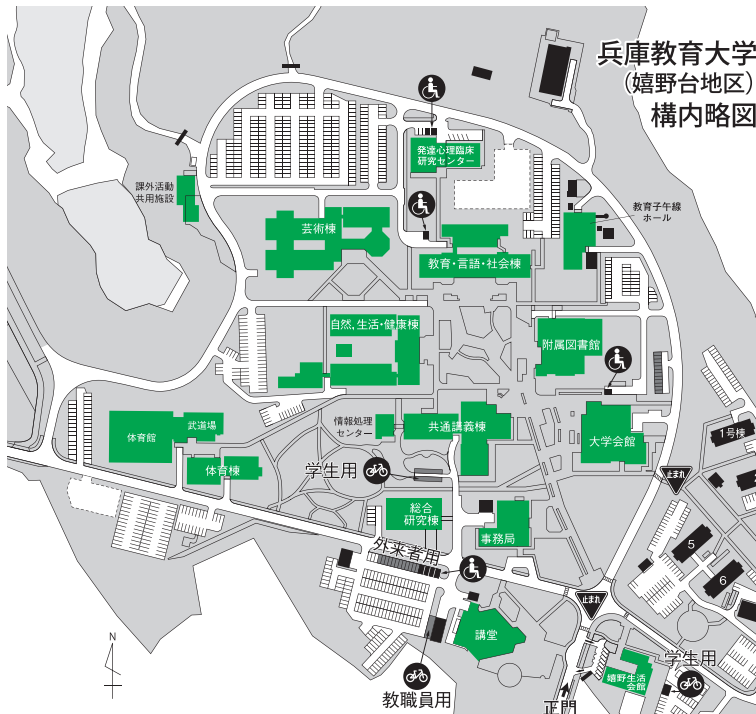 兵庫教育大学
(嬉野台地区)
構内略図
発達心理臨床
研究センター
課外活動
共用施設
教育子午線
ホール
芸術棟
教育・言語・社会棟
自然,生活・健康棟
附属図書館
情報処理
センター
共通講義棟
大学会館
体育館
武道場
体育棟
1号棟
学生用
止まれ
総合
研究棟
事務局
外来者用
5
6
止まれ
講堂
教職員用
嬉野生活
会館
学生用
正門
N